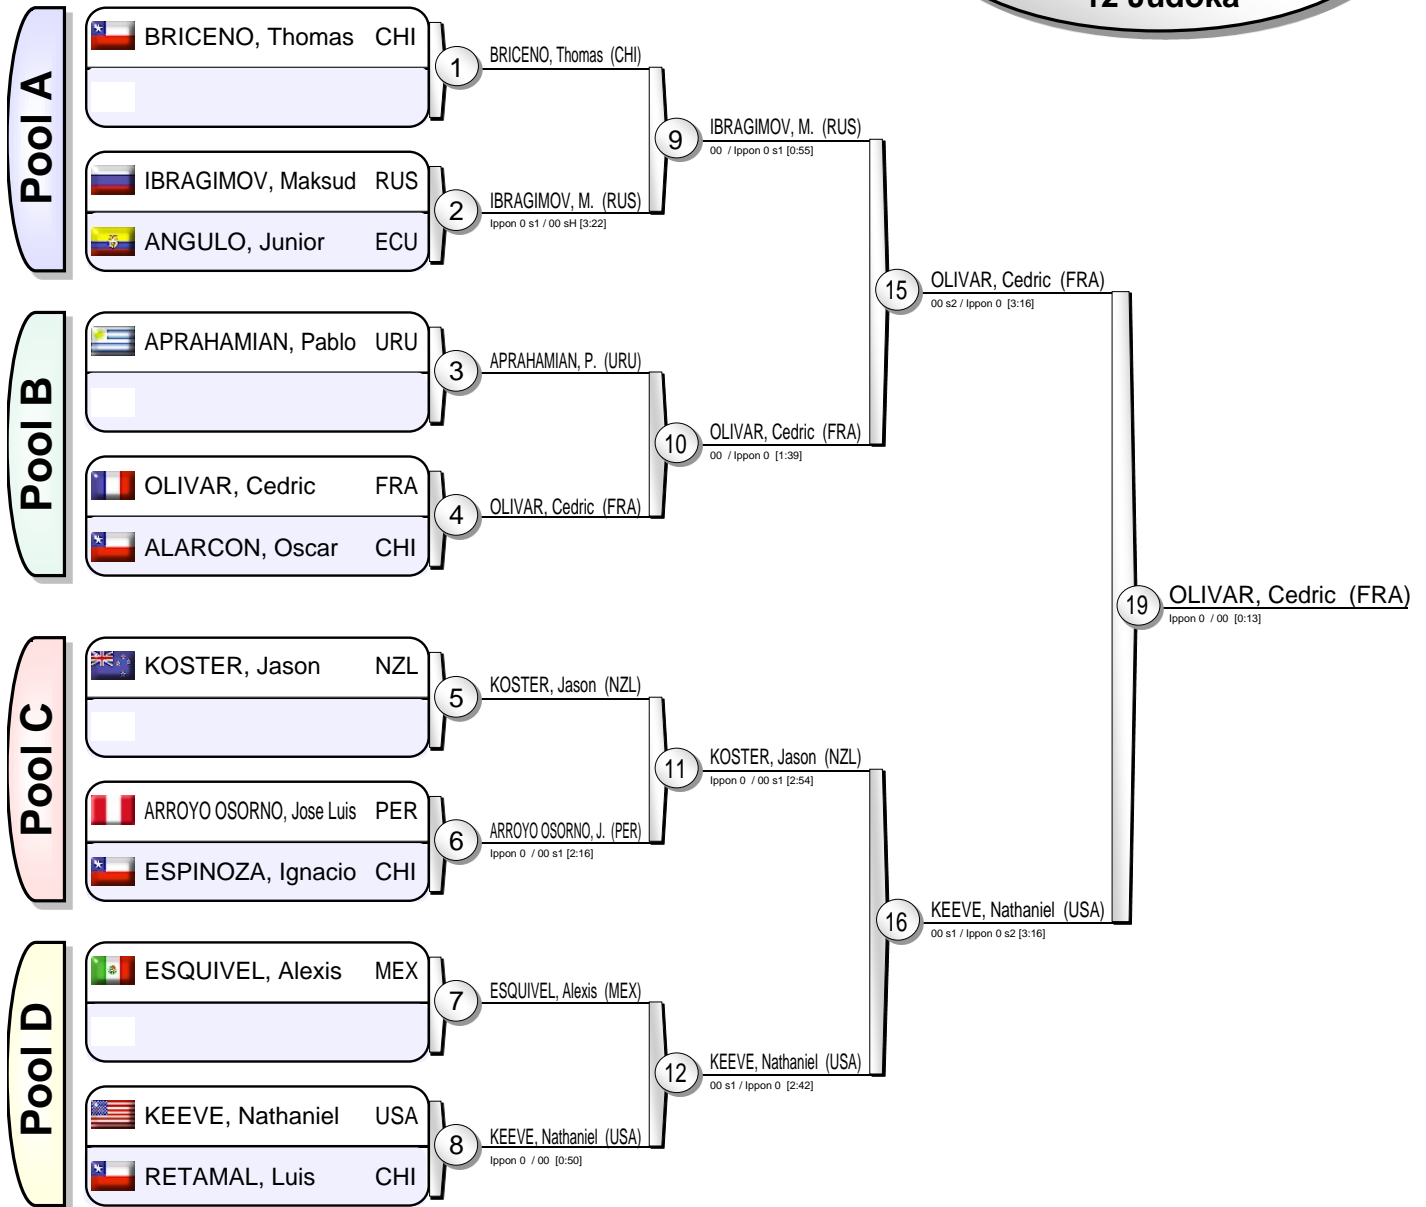 12 Judoka
Pool A
BRICENO, Thomas CHI
IBRAGIMOV, Maksud RUS
ANGULO, Junior ECU
Pool B
APRAHAMIAN, Pablo URU
OLIVAR, Cedric FRA
ALARCON, Oscar CHI
Pool C
KOSTER, Jason NZL
ARROYO OSORNO, Jose Luis PER
ESPINOZA, Ignacio CHI
Pool D
ESQUIVEL, Alexis MEX
KEEVE, Nathaniel USA
RETAMAL, Luis CHI
1
BRICENO, Thomas (CHI)
2
IBRAGIMOV, M. (RUS)
Ippon 0 s1 / 00 sH [3:22]
3
APRAHAMIAN, P. (URU)
4
OLIVAR, Cedric (FRA)
5
KOSTER, Jason (NZL)
6
ARROYO OSORNO, J. (PER)
Ippon 0 / 00 s1 [2:16]
7
ESQUIVEL, Alexis (MEX)
8
KEEVE, Nathaniel (USA)
Ippon 0 / 00 [0:50]
9
IBRAGIMOV, M. (RUS)
00 / Ippon 0 s1 [0:55]
10
OLIVAR, Cedric (FRA)
00 / Ippon 0 [1:39]
11
KOSTER, Jason (NZL)
Ippon 0 / 00 s1 [2:54]
12
KEEVE, Nathaniel (USA)
00 s1 / Ippon 0 [2:42]
15
OLIVAR, Cedric (FRA)
00 s2 / Ippon 0 [3:16]
16
KEEVE, Nathaniel (USA)
00 s1 / Ippon 0 s2 [3:16]
19
OLIVAR, Cedric (FRA)
Ippon 0 / 00 [0:13]